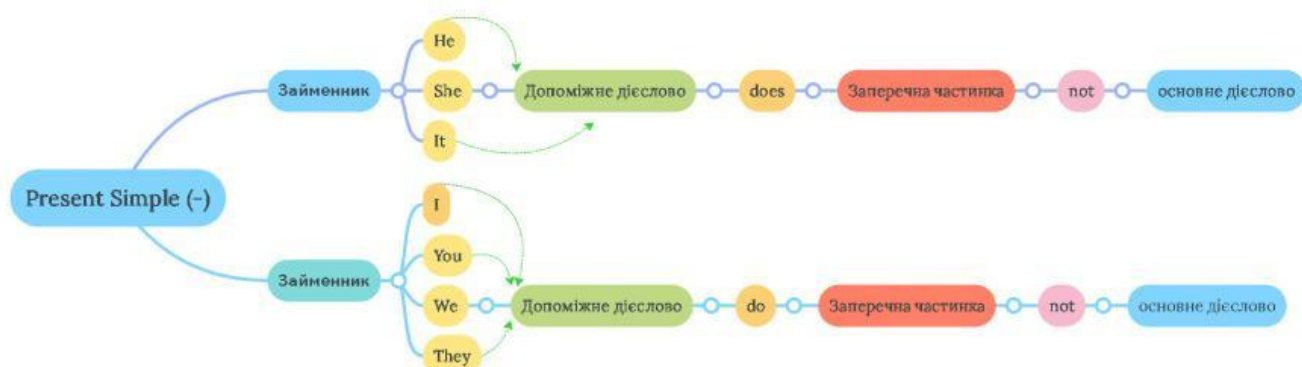 Present Simple (-)
Займенник
He
She
It
Допоміжне дієслово
does
Заперечна частинка
not
основне дієслово
Займенник
I
You
We
They
Допоміжне дієслово
do
Заперечна частинка
not
основне дієслово